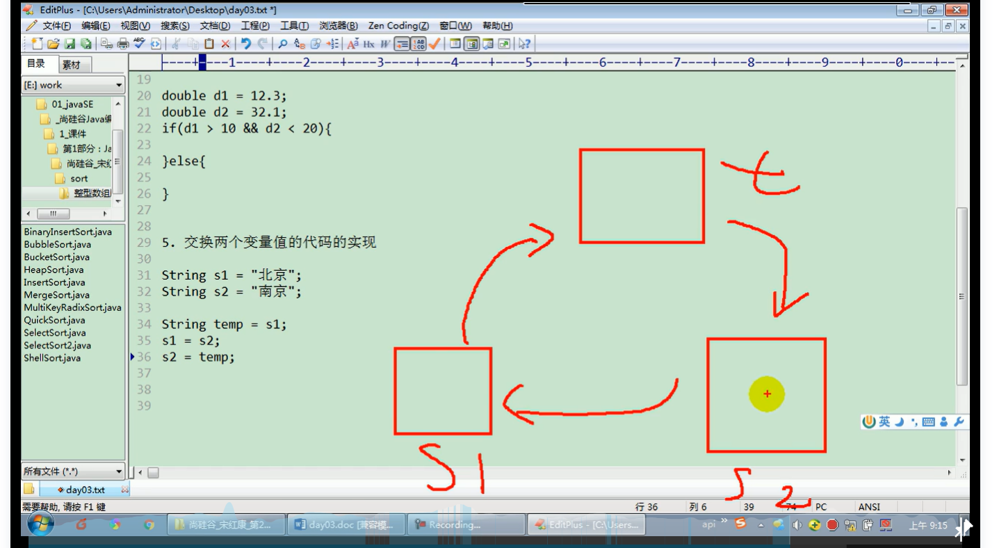 EditPlus - [C:\Users\Administrator\Desktop\day03.txt *]
文件(F) 编辑(E) 视图(V) 搜索(S) 文档(D) 工程(P) 工具(T) 浏览器(B) Zen Coding(Z) 窗口(W) 帮助(H)
目录 素材
----+----1----+----2----+----3----+----4----+----5----+----6----+----7----+----8----+----9----+----0----+--
[E:] work
01_javaSE
_尚硅谷Java编
1_课件
第1部分：Ja
尚硅谷_宋红
sort
整型数组
BinaryInsertSort.java
BubbleSort.java
BucketSort.java
HeapSort.java
InsertSort.java
MergeSort.java
MultiKeyRadixSort.java
QuickSort.java
SelectSort.java
SelectSort2.java
ShellSort.java
所有文件 (*.*)
19
20 double d1 = 12.3;
21 double d2 = 32.1;
22 if(d1 > 10 && d2 < 20){
23
24 }else{
25
26 }
27
28
29 5. 交换两个变量值的代码的实现
30
31 String s1 = "北京";
32 String s2 = "南京";
33
34 String temp = s1;
35 s1 = s2;
36 s2 = temp;
37
38
39
t
S1
S2
英
day03.txt
需要帮助, 请按 F1 键 行 36 列 6 39 74 PC ANSI
尚硅谷_宋红康_第2... day03.doc [兼容模... Recording... EditPlus - [C:\Users... api 上午 9:15